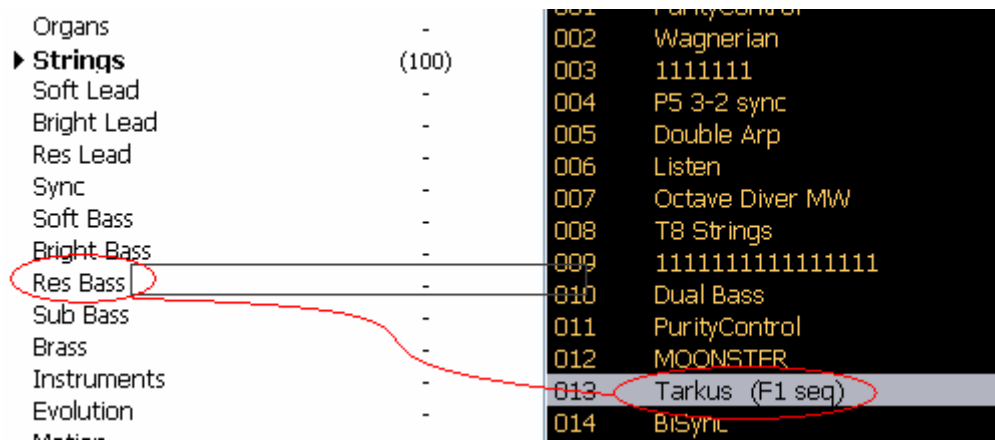 Organs -
Strings (100)
Soft Lead -
Bright Lead -
Res Lead -
Sync -
Soft Bass -
Bright Bass -
Res Bass -
Sub Bass -
Brass -
Instruments -
Evolution -
Motion
001 PurityControl
002 Wagnerian
003 1111111
004 P5 3-2 sync
005 Double Arp
006 Listen
007 Octave Diver MW
008 T8 Strings
009 1111111111111111
010 Dual Bass
011 PurityControl
012 MOONSTER
013 Tarkus (F1 seq)
014 BiSync